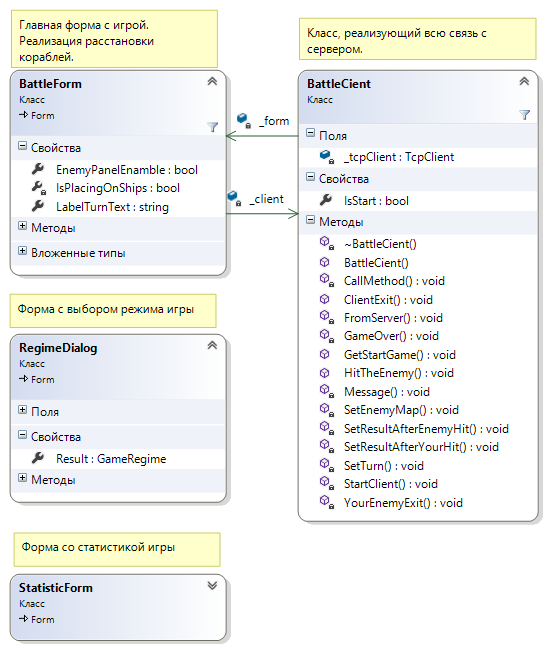 Главная форма с игрой.
Реализация расстановки
кораблей.
BattleForm
Класс
Form
Свойства
EnemyPanelEnamble : bool
IsPlacingOnShips : bool
LabelTurnText : string
Методы
Вложенные типы
_form
_client
Класс, реализующий всю связь с
сервером.
BattleCient
Класс
Поля
_tcpClient : TcpClient
Свойства
IsStart : bool
Методы
~BattleCient()
BattleCient()
CallMethod() : void
ClientExit() : void
FromServer() : void
GameOver() : void
GetStartGame() : void
HitTheEnemy() : void
Message() : void
SetEnemyMap() : void
SetResultAfterEnemyHit() : void
SetResultAfterYourHit() : void
SetTurn() : void
StartClient() : void
YourEnemyExit() : void
Форма с выбором режима игры
RegimeDialog
Класс
Form
Поля
Свойства
Result : GameRegime
Методы
Форма со статистикой игры
StatisticForm
Класс
Form